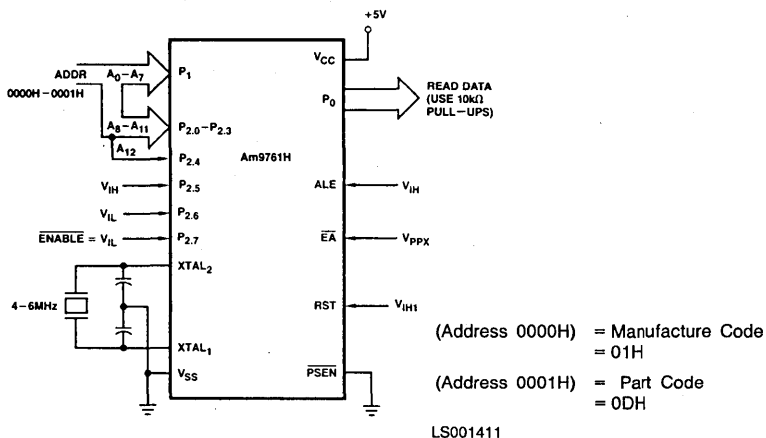 +5V
VCC
ADDR
A0–A7
P1
0000H-0001H
P0
READ DATA
(USE 10kΩ
PULL–UPS)
A8–A11
P2.0–P2.3
A12
Am9761H
P2.4
VIH
P2.5
ALE
VIH
VIL
P2.6
ENABLE = VIL
P2.7
EA
VPPX
XTAL2
4–6MHz
RST
VIH1
XTAL1
VSS
PSEN
(Address 0000H) = Manufacture Code
= 01H
(Address 0001H) = Part Code
= 0DH
LS001411